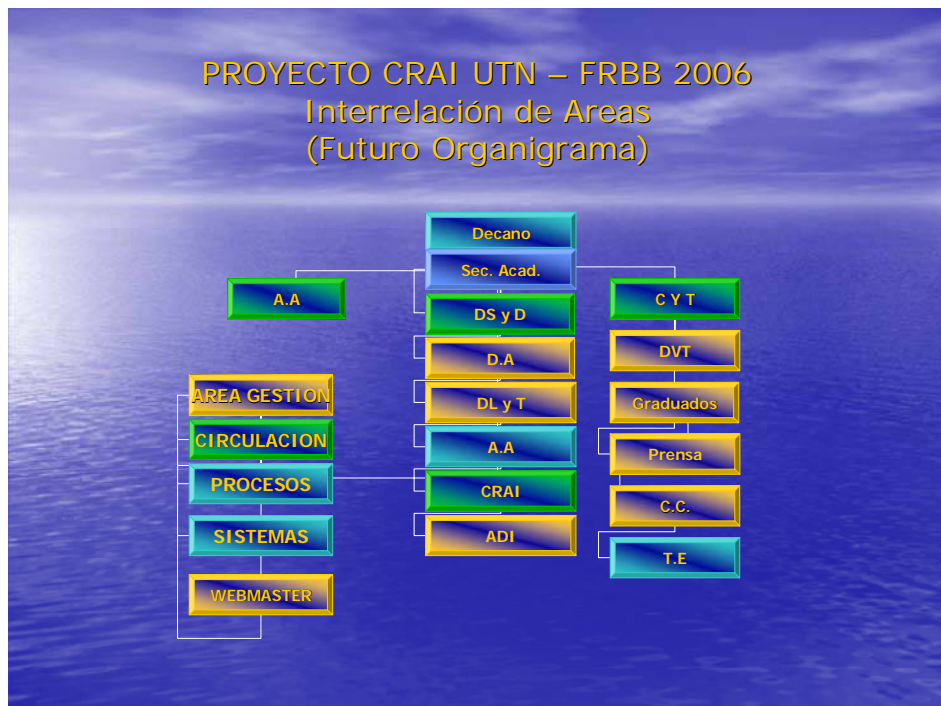 PROYECTO CRAI UTN – FRBB 2006
Interrelación de Areas
(Futuro Organigrama)
Decano
Sec. Acad.
A.A
C Y T
DS y D
DVT
D.A
AREA GESTION
DL y T
Graduados
CIRCULACION
A.A
Prensa
PROCESOS
CRAI
C.C.
SISTEMAS
ADI
T.E
WEBMASTER